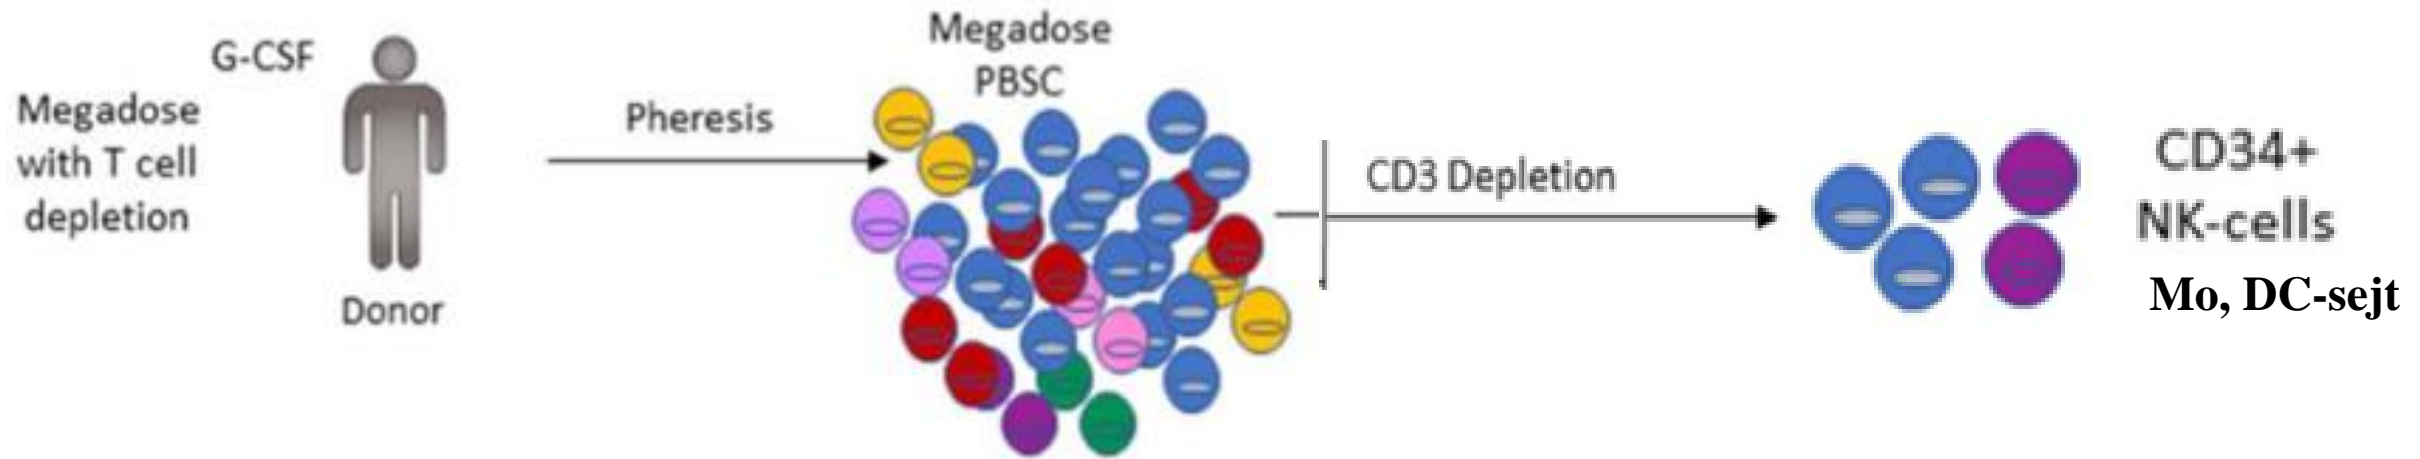 G-CSF
Megadose
with T cell
depletion
Donor
Pheresis
Megadose
PBSC
CD3 Depletion
CD34+
NK-cells
Mo, DC-sejt